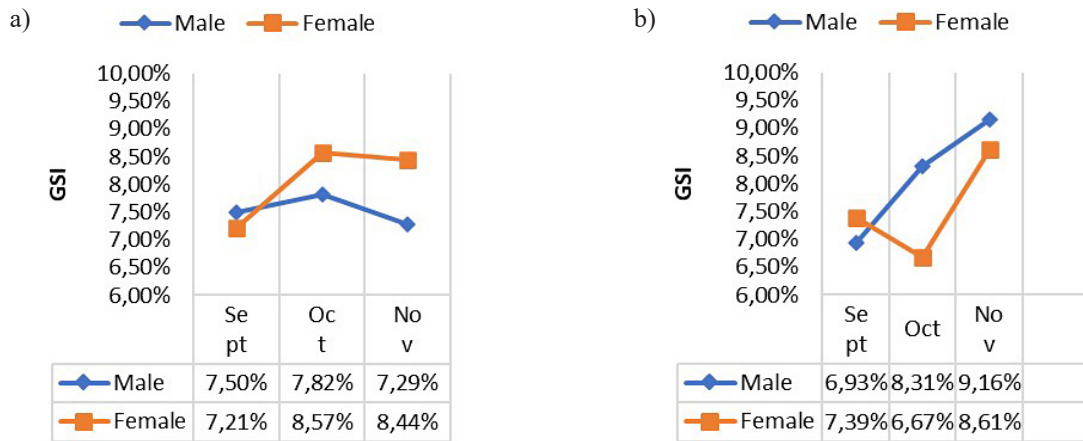 a)
Male Female
10,00%
9,50%
9,00%
8,50%
8,00%
7,50%
7,00%
6,50%
6,00%
GSI
Se
pt
Oc
t
No
v
Male 7,50% 7,82% 7,29%
Female 7,21% 8,57% 8,44%
b)
Male Female
10,00%
9,50%
9,00%
8,50%
8,00%
7,50%
7,00%
6,50%
6,00%
GSI
Se
pt
Oct
No
v
Male 6,93% 8,31% 9,16%
Female 7,39% 6,67% 8,61%